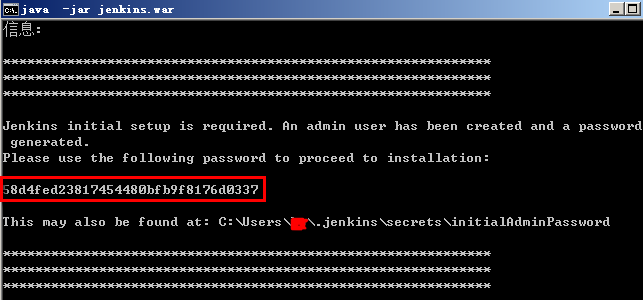 java  -jar jenkins.war
信息:
*************************************************************
*************************************************************
*************************************************************
Jenkins initial setup is required. An admin user has been created and a password
generated.
Please use the following password to proceed to installation:
58d4fed23817454480bfb9f8176d0337
This may also be found at: C:\Users\ \.jenkins\secrets\initialAdminPassword
*************************************************************
*************************************************************
*************************************************************